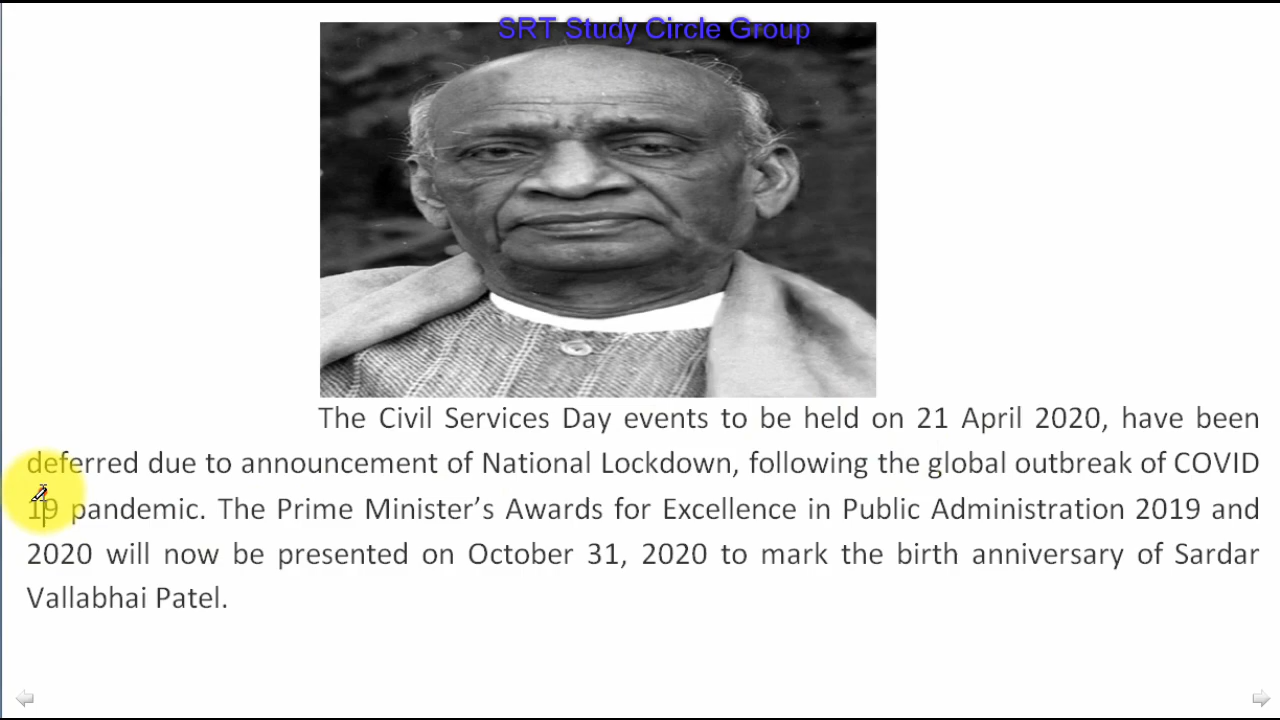 SRT Study Circle Group
The Civil Services Day events to be held on 21 April 2020, have been
deferred due to announcement of National Lockdown, following the global outbreak of COVID
19 pandemic. The Prime Minister’s Awards for Excellence in Public Administration 2019 and
2020 will now be presented on October 31, 2020 to mark the birth anniversary of Sardar
Vallabhai Patel.